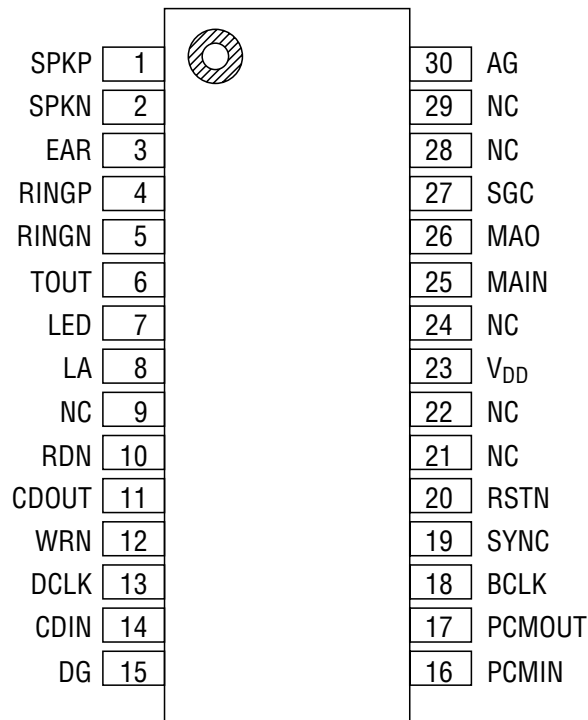 SPKP 1 30 AG
SPKN 2 29 NC
EAR 3 28 NC
RINGP 4 27 SGC
RINGN 5 26 MAO
TOUT 6 25 MAIN
LED 7 24 NC
LA 8 23 VDD
NC 9 22 NC
RDN 10 21 NC
CDOUT 11 20 RSTN
WRN 12 19 SYNC
DCLK 13 18 BCLK
CDIN 14 17 PCMOUT
DG 15 16 PCMIN